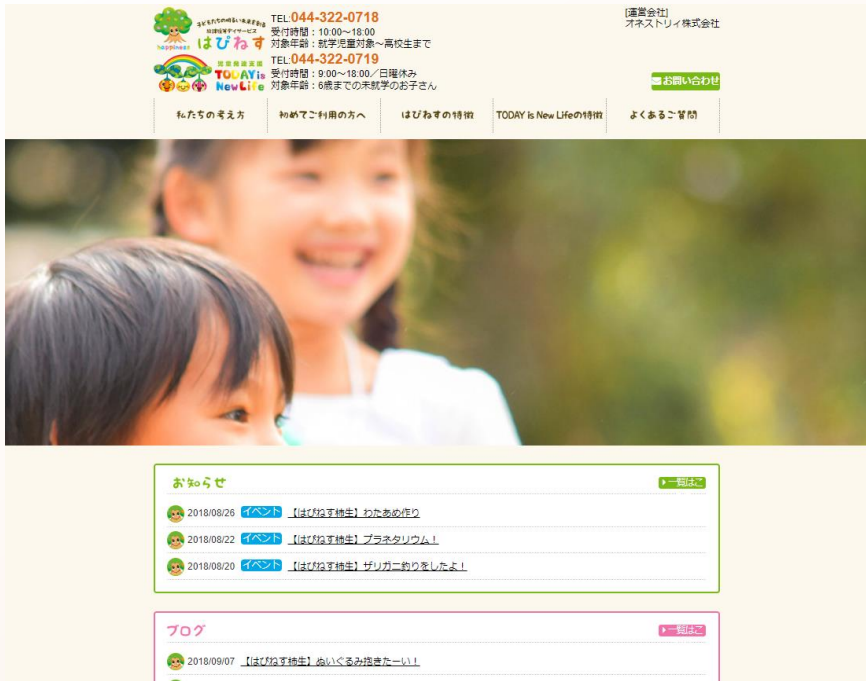 子どもたちの明るい未来を創る
放課後等デイサービス
はぴねす
happiness
TEL:044-322-0718
受付時間：10:00～18:00
対象年齢：就学児童対象～高校生まで
児童発達支援
TODAY is
New Life
TEL:044-322-0719
受付時間：9:00～18:00／日曜休み
対象年齢：6歳までの未就学のお子さん
[運営会社]
オネストリィ株式会社
お問い合わせ
私たちの考え方
初めてご利用の方へ
はぴねすの特徴
TODAY is New Lifeの特徴
よくあるご質問
お知らせ
一覧はこ
2018/08/26 イベント 【はぴねす柿生】わたあめ作り
2018/08/22 イベント 【はぴねす柿生】プラネタリウム！
2018/08/20 イベント 【はぴねす柿生】ザリガニ釣りをしたよ！
ブログ
一覧はこ
2018/09/07 【はぴねす柿生】ぬいぐるみ抱きたーい！